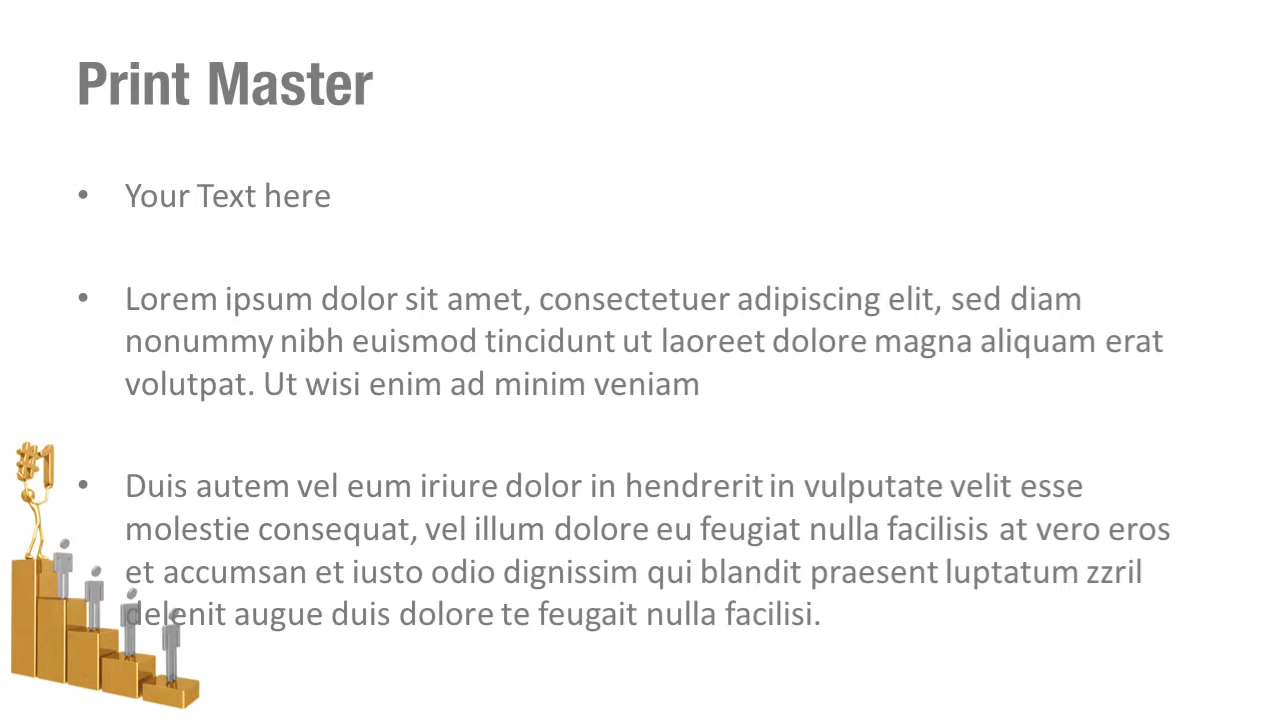 Print Master
• Your Text here
• Lorem ipsum dolor sit amet, consectetuer adipiscing elit, sed diam
nonummy nibh euismod tincidunt ut laoreet dolore magna aliquam erat
volutpat. Ut wisi enim ad minim veniam
#1
• Duis autem vel eum iriure dolor in hendrerit in vulputate velit esse
molestie consequat, vel illum dolore eu feugiat nulla facilisis at vero eros
et accumsan et iusto odio dignissim qui blandit praesent luptatum zzril
delenit augue duis dolore te feugait nulla facilisi.